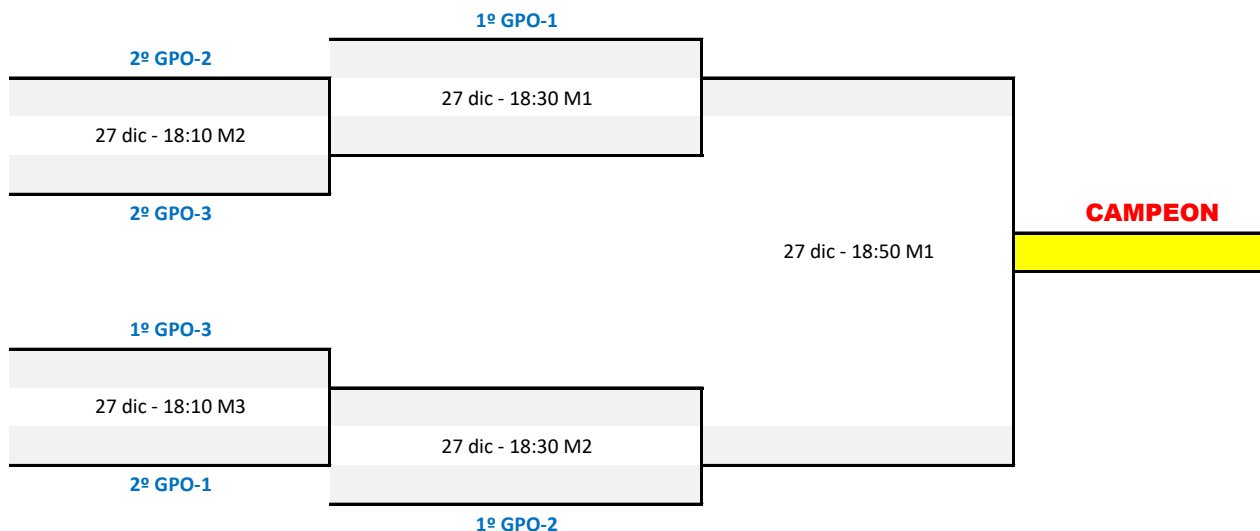 1º GPO-1
2º GPO-2
27 dic - 18:30 M1
27 dic - 18:10 M2
2º GPO-3
CAMPEON
27 dic - 18:50 M1
1º GPO-3
27 dic - 18:10 M3
27 dic - 18:30 M2
2º GPO-1
1º GPO-2